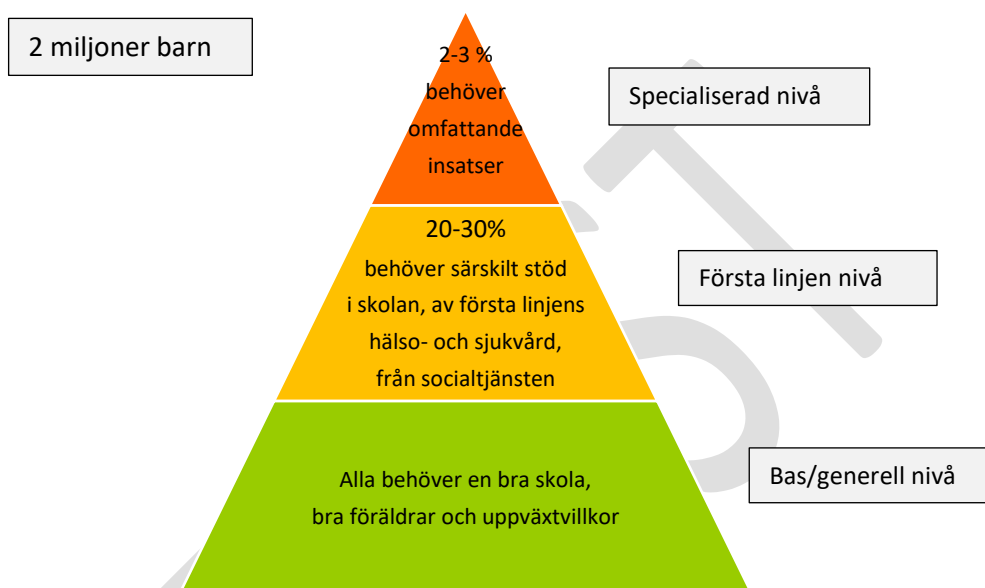 2 miljoner barn
2-3 %
behöver
omfattande
insatser
Specialiserad nivå
20-30%
behöver särskilt stöd
i skolan, av första linjens
hälso- och sjukvård,
från socialtjänsten
Första linjen nivå
Alla behöver en bra skola,
bra föräldrar och uppväxtvillkor
Bas/generell nivå